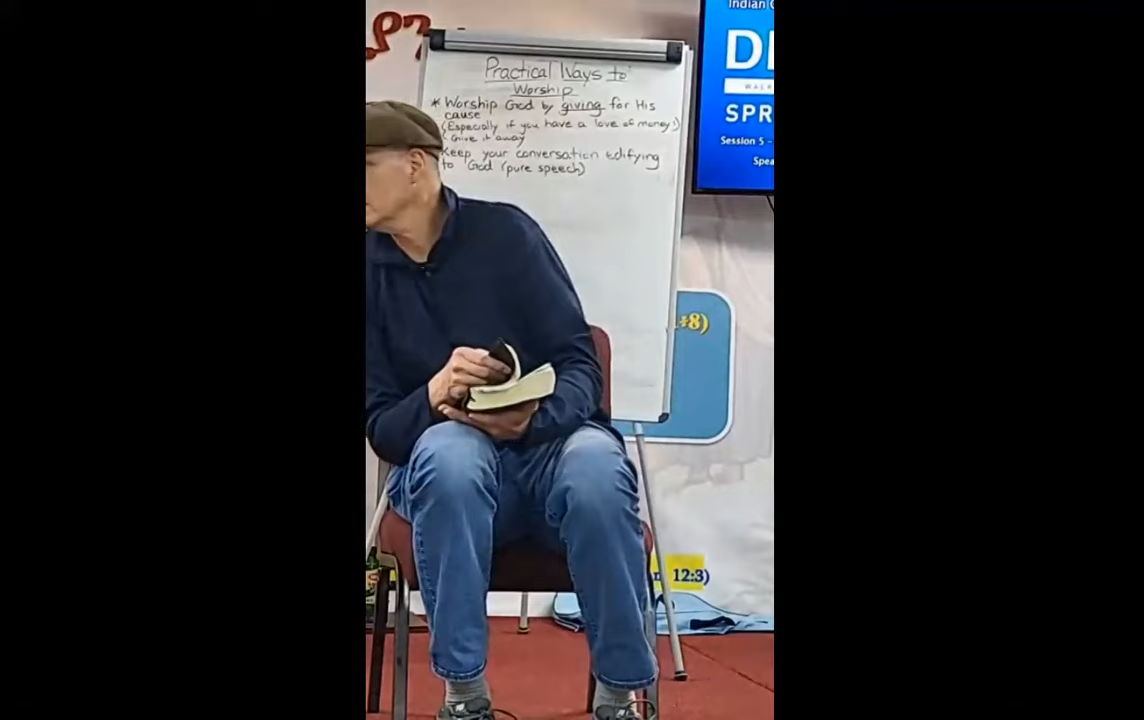 Practical Ways to
Worship
* Worship God by giving for His
cause
(Especially if you have a love of money!)
Give it away
Keep your conversation edifying
to God (pure speech)
Indian
D
WALK
SPR
Session 5 -
Spea
:8)
12:3)